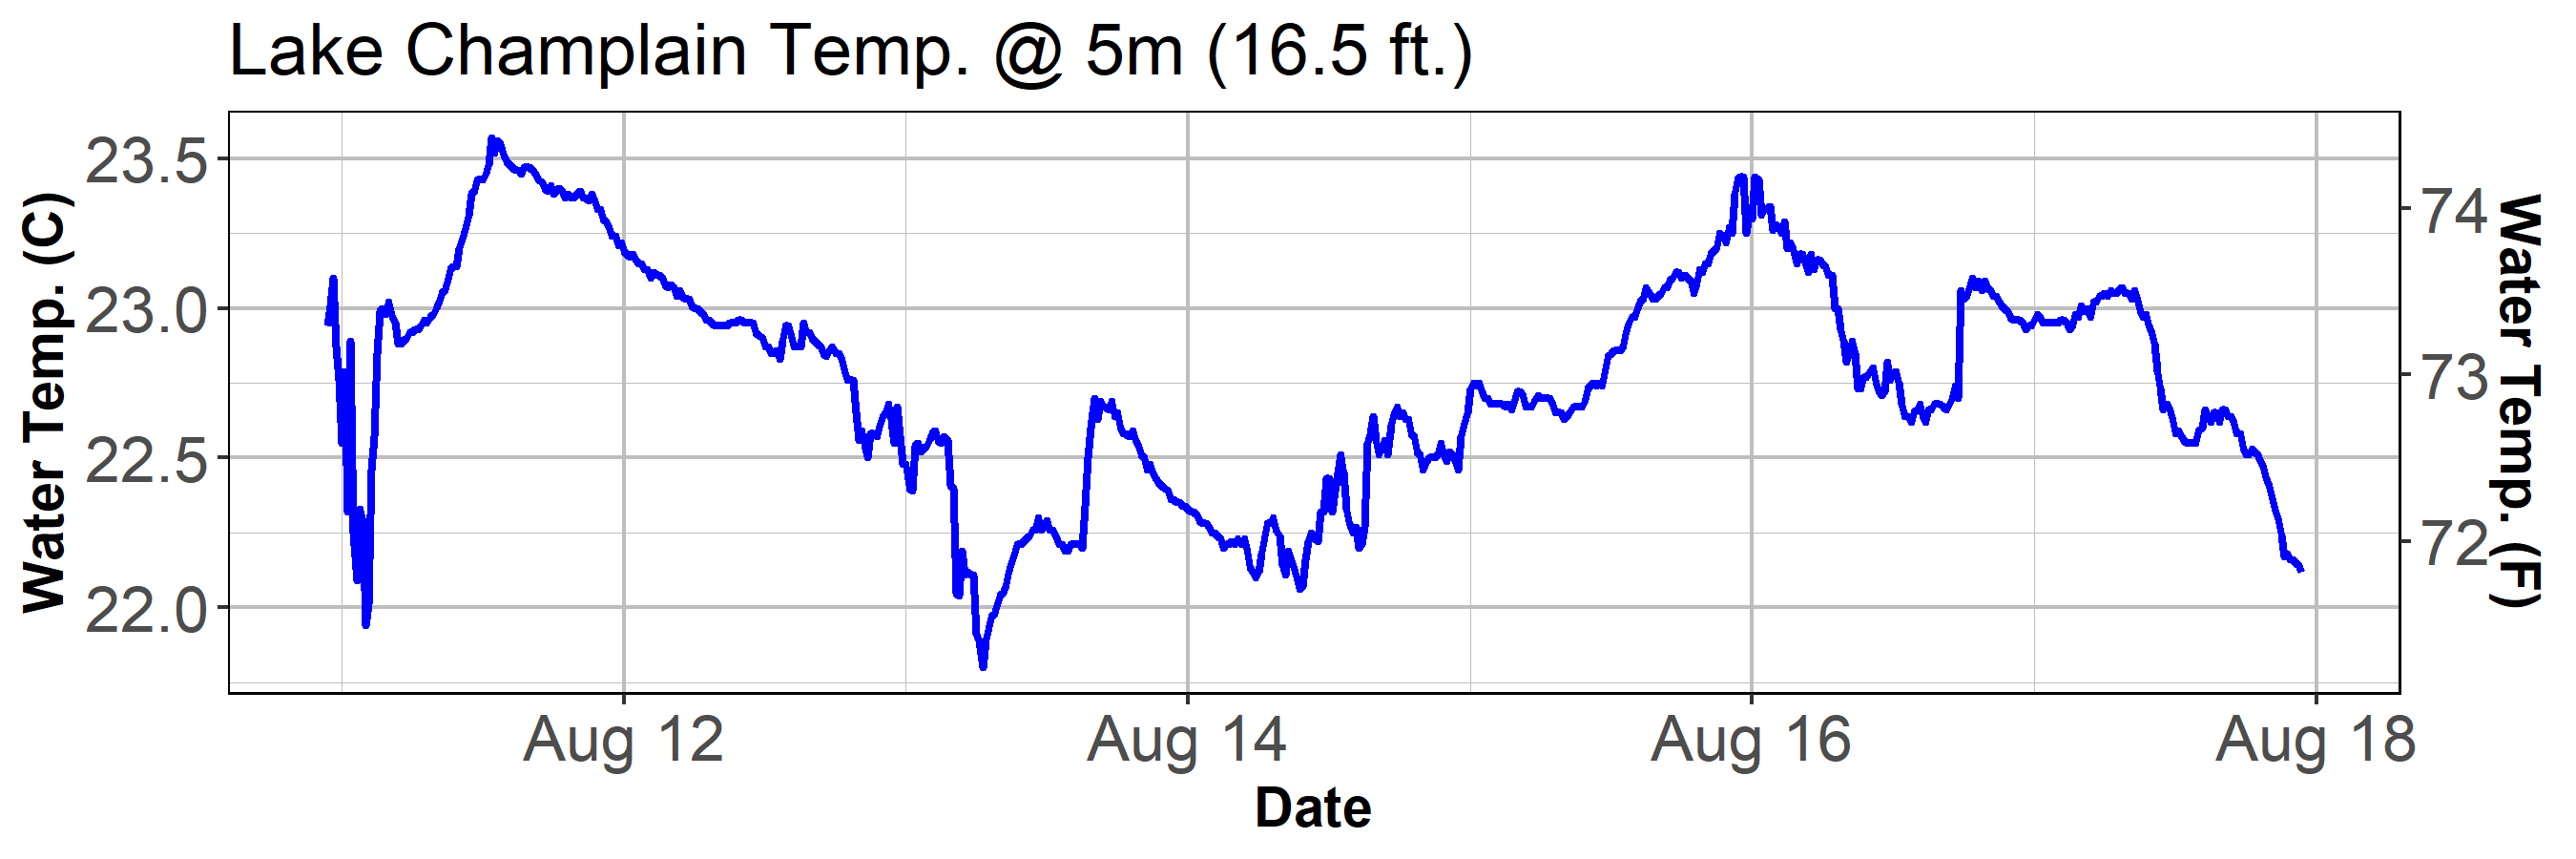 Lake Champlain Temp. @ 5m (16.5 ft.)
Water Temp. (C)
23.5
23.0
22.5
22.0
74
73
72
Water Temp. (F)
Aug 12
Aug 14
Aug 16
Aug 18
Date